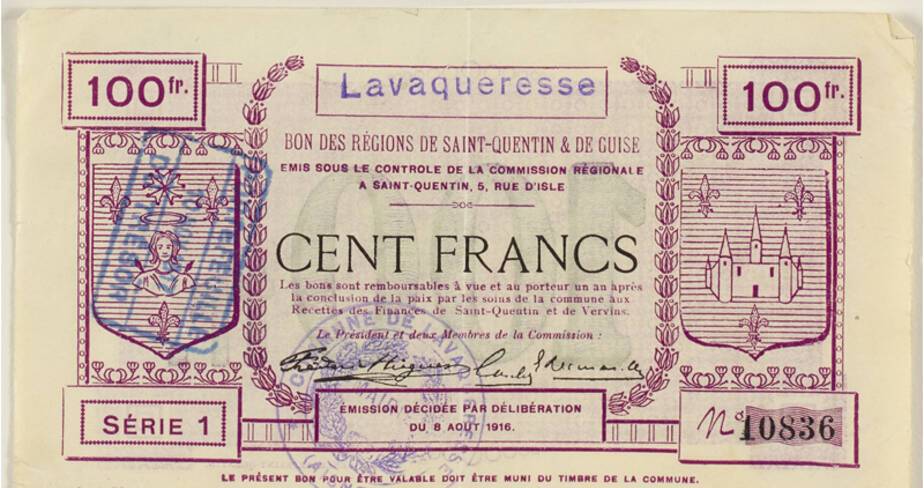 100 fr.
Lavaqueresse
100 fr.
BON DES RÉGIONS DE SAINT-QUENTIN & DE GUISE
EMIS SOUS LE CONTROLE DE LA COMMISSION RÉGIONALE
A SAINT-QUENTIN, 5, RUE D'ISLE
CENT FRANCS
Les bons sont remboursables à vue et au porteur un an après
la conclusion de la paix par les soins de la commune aux
Recettes des Finances de Saint-Quentin et de Vervins.
Le Président et deux Membres de la Commission :
ÉMISSION DÉCIDÉE PAR DÉLIBÉRATION
DU 8 AOUT 1916.
SÉRIE 1
No 10836
LE PRÉSENT BON POUR ÊTRE VALABLE DOIT ÊTRE MUNI DU TIMBRE DE LA COMMUNE.